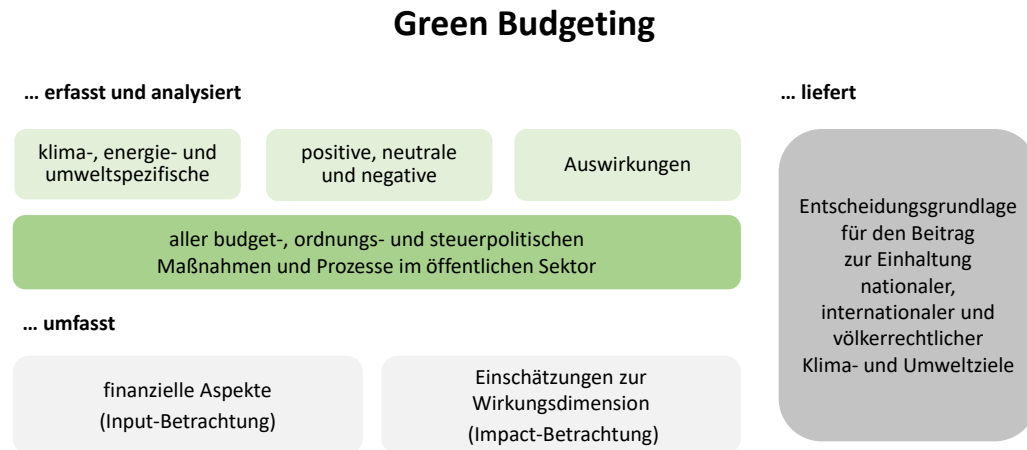 Green Budgeting
… erfasst und analysiert
klima-, energie- und
umweltspezifische
positive, neutrale
und negative
Auswirkungen
aller budget-, ordnungs- und steuerpolitischen
Maßnahmen und Prozesse im öffentlichen Sektor
… umfasst
finanzielle Aspekte
(Input-Betrachtung)
Einschätzungen zur
Wirkungsdimension
(Impact-Betrachtung)
… liefert
Entscheidungsgrundlage
für den Beitrag
zur Einhaltung
nationaler,
internationaler und
völkerrechtlicher
Klima- und Umweltziele